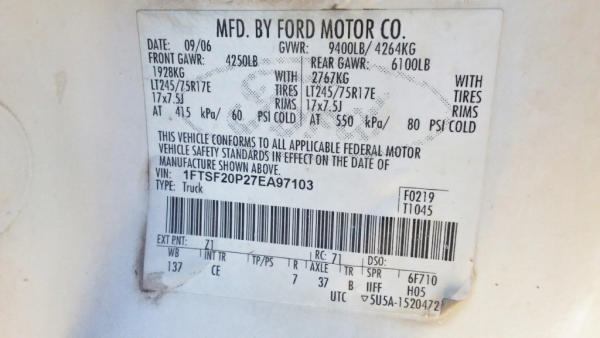 MFD. BY FORD MOTOR CO.
DATE: 09/06 GVWR: 9400LB/ 4264KG
FRONT GAWR: 4250LB REAR GAWR: 6100LB
1928KG WITH 2767KG WITH
LT245/75R17E TIRES LT245/75R17E TIRES
17x7.5J RIMS 17x7.5J RIMS
AT 415 kPa/ 60 PSI COLD AT 550 kPa/ 80 PSI COLD
THIS VEHICLE CONFORMS TO ALL APPLICABLE FEDERAL MOTOR
VEHICLE SAFETY STANDARDS IN EFFECT ON THE DATE OF
MANUFACTURE SHOWN ABOVE.
VIN: 1FTSF20P27EA97103
TYPE: Truck F0219
T1045
EXT PNT: Z1 RC: 71 DSO:
WB INT TR TP/PS R AXLE TR SPR 6F710
137 CE 7 37 B IIFF H05
UTC 5U5A-1520472